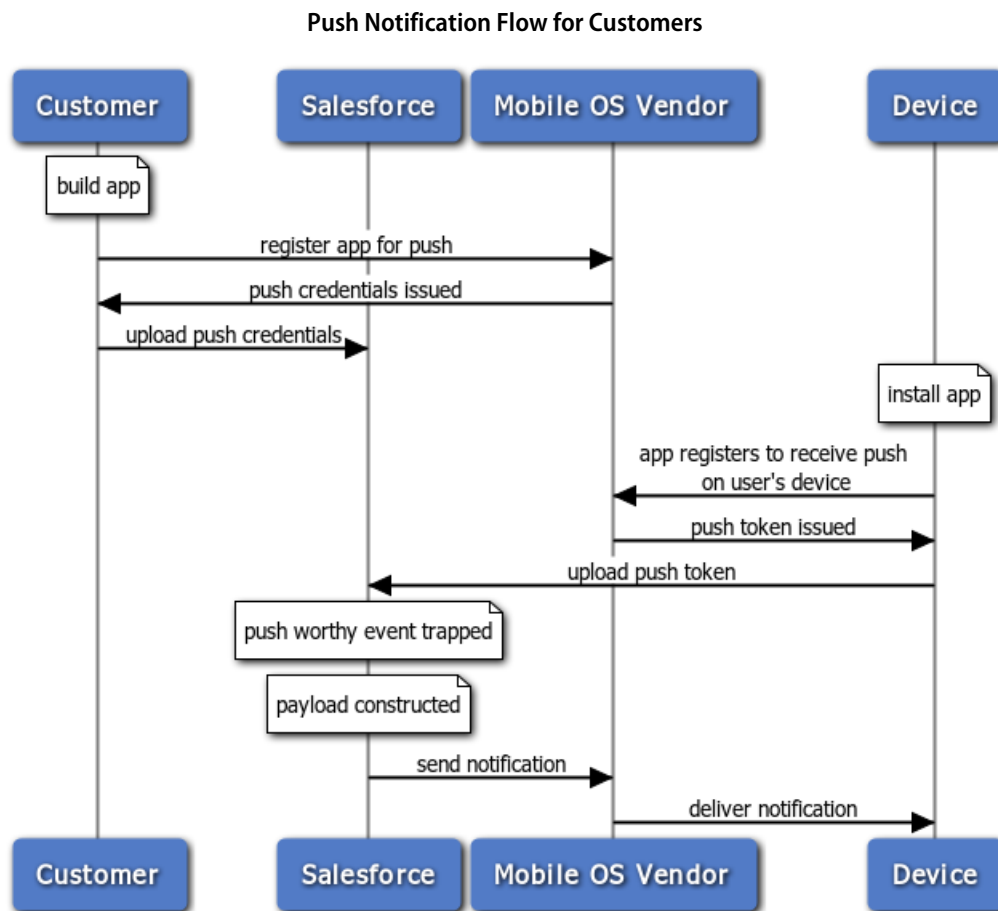 Push Notification Flow for Customers
Customer
Salesforce
Mobile OS Vendor
Device
build app
register app for push
push credentials issued
upload push credentials
install app
app registers to receive push
on user's device
push token issued
upload push token
push worthy event trapped
payload constructed
send notification
deliver notification
Customer
Salesforce
Mobile OS Vendor
Device